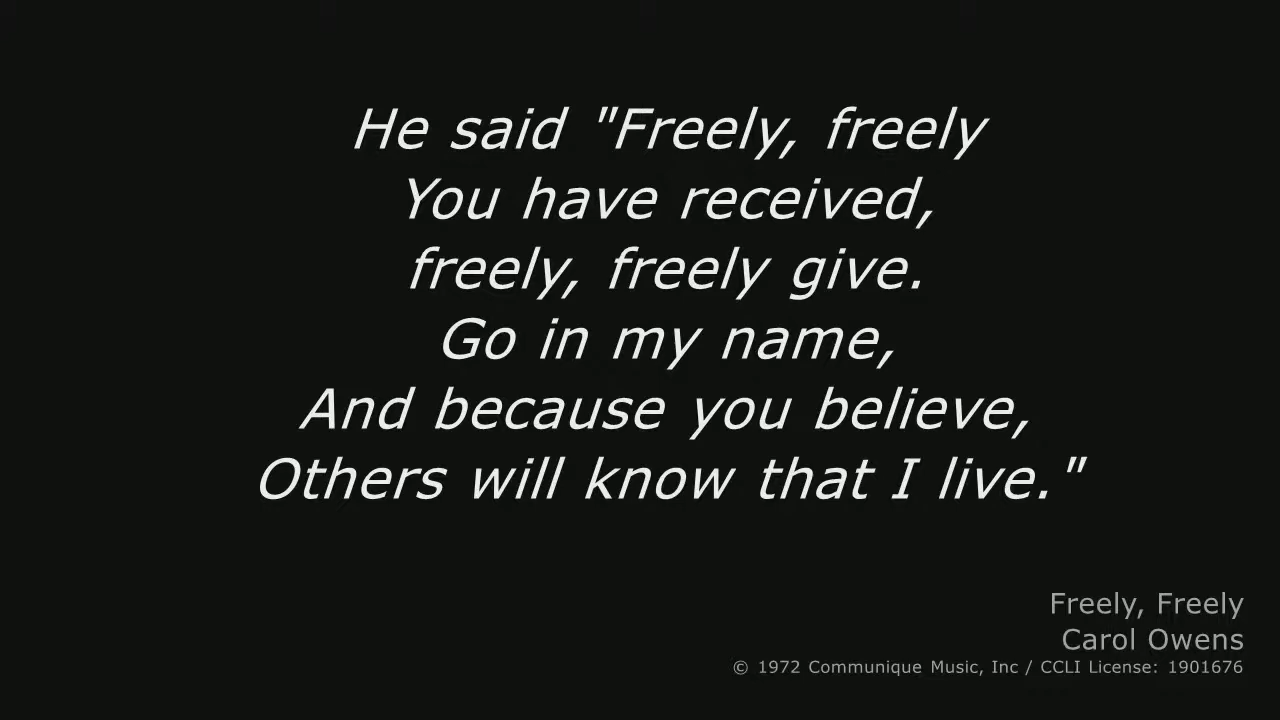 He said "Freely, freely
You have received,
freely, freely give.
Go in my name,
And because you believe,
Others will know that I live."
Freely, Freely
Carol Owens
© 1972 Communique Music, Inc / CCLI License: 1901676